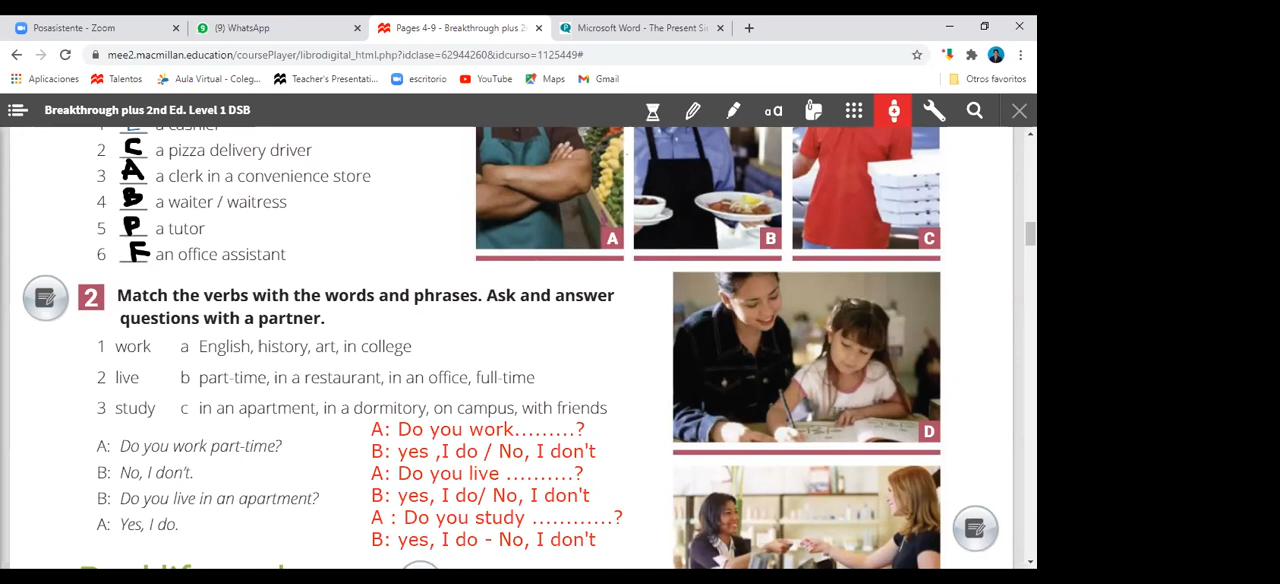 Posasistente - Zoom
(9) WhatsApp
Pages 4-9 - Breakthrough plus 2
Microsoft Word - The Present Si
mee2.macmillan.education/coursePlayer/librodigital_html.php?idclase=62944260&idcurso=1125449#
Aplicaciones
Talentos
Aula Virtual - Coleg...
Teacher's Presentati...
escritorio
YouTube
Maps
Gmail
Otros favoritos
Breakthrough plus 2nd Ed. Level 1 DSB
aA
a cashier
2 C a pizza delivery driver
3 A a clerk in a convenience store
4 B a waiter / waitress
5 P a tutor
6 F an office assistant
A
B
C
2 Match the verbs with the words and phrases. Ask and answer
questions with a partner.
1 work a English, history, art, in college
2 live b part-time, in a restaurant, in an office, full-time
3 study c in an apartment, in a dormitory, on campus, with friends
A: Do you work part-time?
B: No, I don't.
B: Do you live in an apartment?
A: Yes, I do.
A: Do you work.........?
B: yes ,I do / No, I don't
A: Do you live ..........?
B: yes, I do/ No, I don't
A : Do you study ............?
B: yes, I do - No, I don't
D